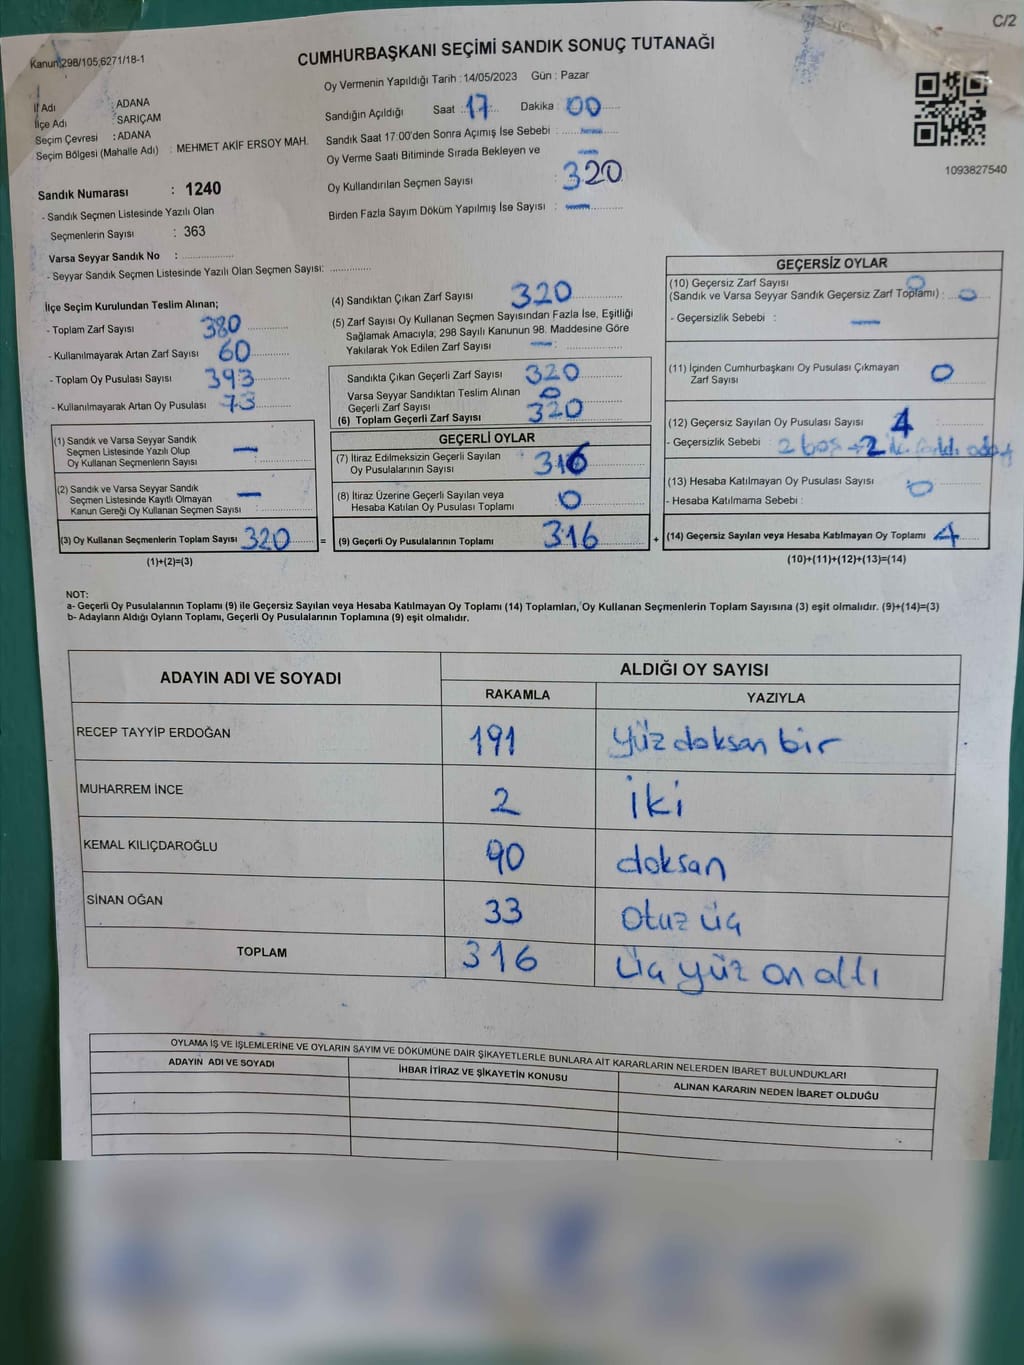 C/2
Kanun:298/105,6271/18-1
CUMHURBAŞKANI SEÇİMİ SANDIK SONUÇ TUTANAĞI
Oy Vermenin Yapıldığı Tarih : 14/05/2023 Gün : Pazar
İl Adı : ADANA
İlçe Adı : SARIÇAM
Seçim Çevresi : ADANA
Seçim Bölgesi (Mahalle Adı) : MEHMET AKİF ERSOY MAH.
Sandığın Açıldığı Saat : 17 Dakika : 00
Sandık Saat 17:00'den Sonra Açımış İse Sebebi : —
Oy Verme Saati Bitiminde Sırada Bekleyen ve —
Oy Kullandırılan Seçmen Sayısı : 320
Birden Fazla Sayım Döküm Yapılmış İse Sayısı : —
1093827540
Sandık Numarası : 1240
- Sandık Seçmen Listesinde Yazılı Olan
Seçmenlerin Sayısı : 363
Varsa Seyyar Sandık No :
- Seyyar Sandık Seçmen Listesinde Yazılı Olan Seçmen Sayısı:
İlçe Seçim Kurulundan Teslim Alınan;
- Toplam Zarf Sayısı 380
- Kullanılmayarak Artan Zarf Sayısı 60
- Toplam Oy Pusulası Sayısı 393
- Kullanılmayarak Artan Oy Pusulası 73
(1) Sandık ve Varsa Seyyar Sandık
Seçmen Listesinde Yazılı Olup
Oy Kullanan Seçmenlerin Sayısı —
(2) Sandık ve Varsa Seyyar Sandık
Seçmen Listesinde Kayıtlı Olmayan
Kanun Gereği Oy Kullanan Seçmen Sayısı —
(3) Oy Kullanan Seçmenlerin Toplam Sayısı 320 =
(1)+(2)=(3)
(4) Sandıktan Çıkan Zarf Sayısı 320
(5) Zarf Sayısı Oy Kullanan Seçmen Sayısından Fazla İse, Eşitliği
Sağlamak Amacıyla, 298 Sayılı Kanunun 98. Maddesine Göre
Yakılarak Yok Edilen Zarf Sayısı —
Sandıkta Çıkan Geçerli Zarf Sayısı 320
Varsa Seyyar Sandıktan Teslim Alınan
Geçerli Zarf Sayısı 0
(6) Toplam Geçerli Zarf Sayısı 320
GEÇERLİ OYLAR
(7) İtiraz Edilmeksizin Geçerli Sayılan
Oy Pusulalarının Sayısı 316
(8) İtiraz Üzerine Geçerli Sayılan veya
Hesaba Katılan Oy Pusulası Toplamı 0
(9) Geçerli Oy Pusulalarının Toplamı 316 +
GEÇERSİZ OYLAR
(10) Geçersiz Zarf Sayısı
(Sandık ve Varsa Seyyar Sandık Geçersiz Zarf Toplamı) : 0
- Geçersizlik Sebebi : —
(11) İçinden Cumhurbaşkanı Oy Pusulası Çıkmayan
Zarf Sayısı 0
(12) Geçersiz Sayılan Oy Pusulası Sayısı 4
- Geçersizlik Sebebi : 2 boş 2
(13) Hesaba Katılmayan Oy Pusulası Sayısı 0
- Hesaba Katılmama Sebebi :
(14) Geçersiz Sayılan veya Hesaba Katılmayan Oy Toplamı 4
(10)+(11)+(12)+(13)=(14)
NOT:
a- Geçerli Oy Pusulalarının Toplamı (9) ile Geçersiz Sayılan veya Hesaba Katılmayan Oy Toplamı (14) Toplamları, Oy Kullanan Seçmenlerin Toplam Sayısına (3) eşit olmalıdır. (9)+(14)=(3)
b- Adayların Aldığı Oyların Toplamı, Geçerli Oy Pusulalarının Toplamına (9) eşit olmalıdır.
ADAYIN ADI VE SOYADI ALDIĞI OY SAYISI
RAKAMLA YAZIYLA
RECEP TAYYİP ERDOĞAN 191 Yüz doksan bir
MUHARREM İNCE 2 İki
KEMAL KILIÇDAROĞLU 90 doksan
SİNAN OĞAN 33 Otuz üç
TOPLAM 316 Üç yüz on altı
OYLAMA İŞ VE İŞLEMLERİNE VE OYLARIN SAYIM VE DÖKÜMÜNE DAİR ŞİKAYETLERLE BUNLARA AİT KARARLARIN NELERDEN İBARET BULUNDUKLARI
ADAYIN ADI VE SOYADI İHBAR İTİRAZ VE ŞİKAYETİN KONUSU ALINAN KARARIN NEDEN İBARET OLDUĞU